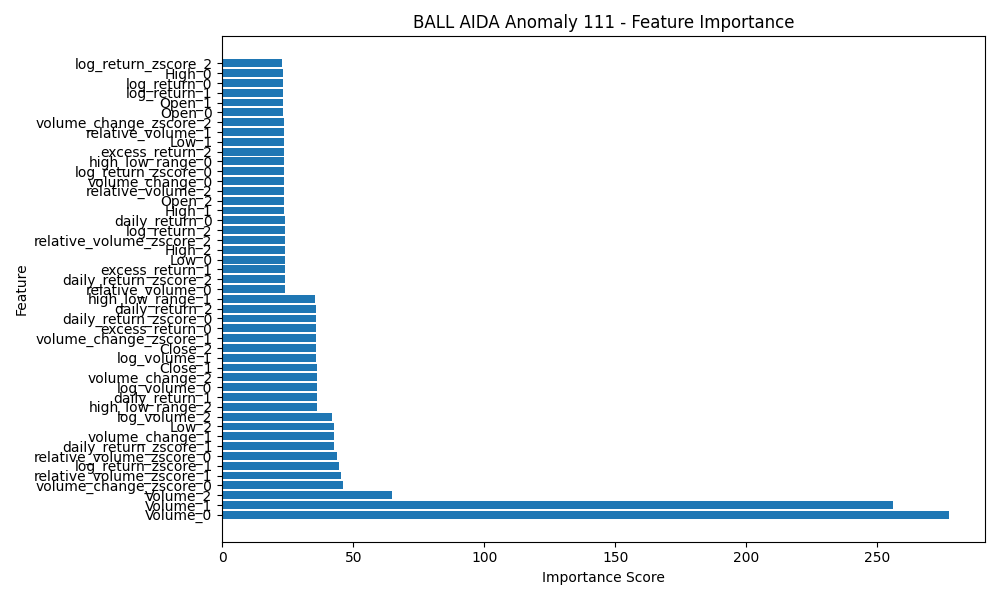 BALL AIDA Anomaly 111 - Feature Importance
log_return_zscore_2
High_0
log_return_0
log_return_1
Open_1
Open_0
volume_change_zscore_2
relative_volume_1
Low_1
excess_return_2
high_low_range_0
log_return_zscore_0
volume_change_0
relative_volume_2
Open_2
High_1
daily_return_0
log_return_2
relative_volume_zscore_2
High_2
Low_0
excess_return_1
daily_return_zscore_2
relative_volume_0
high_low_range_1
daily_return_2
daily_return_zscore_0
excess_return_0
volume_change_zscore_1
Close_2
log_volume_1
Close_1
volume_change_2
log_volume_0
daily_return_1
high_low_range_2
log_volume_2
Low_2
volume_change_1
daily_return_zscore_1
relative_volume_zscore_0
log_return_zscore_1
relative_volume_zscore_1
volume_change_zscore_0
Volume_2
Volume_1
Volume_0
Feature
0 50 100 150 200 250
Importance Score